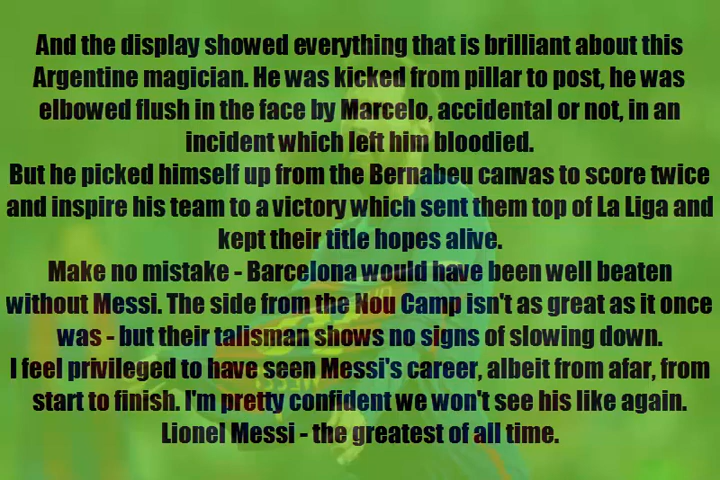 And the display showed everything that is brilliant about this
Argentine magician. He was kicked from pillar to post, he was
elbowed flush in the face by Marcelo, accidental or not, in an
incident which left him bloodied.
But he picked himself up from the Bernabeu canvas to score twice
and inspire his team to a victory which sent them top of La Liga and
kept their title hopes alive.
Make no mistake - Barcelona would have been well beaten
without Messi. The side from the Nou Camp isn't as great as it once
was - but their talisman shows no signs of slowing down.
I feel privileged to have seen Messi's career, albeit from afar, from
start to finish. I'm pretty confident we won't see his like again.
Lionel Messi - the greatest of all time.